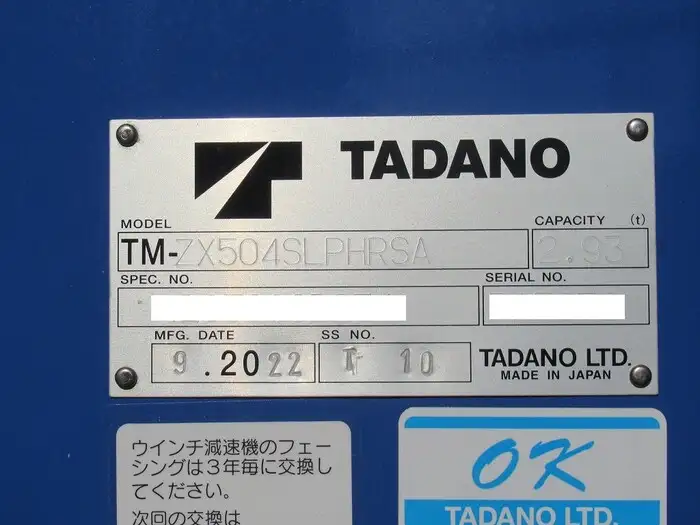 TADANO
MODEL
CAPACITY (t)
TM-ZX504SLPHRSA
2.93
SPEC. NO.
SERIAL NO.
MFG. DATE
SS NO.
9.2022
T 10
TADANO LTD.
MADE IN JAPAN
ウインチ減速機のフェー
シングは3年毎に交換し
てください。
次回の交換は
OK
TADANO LTD.